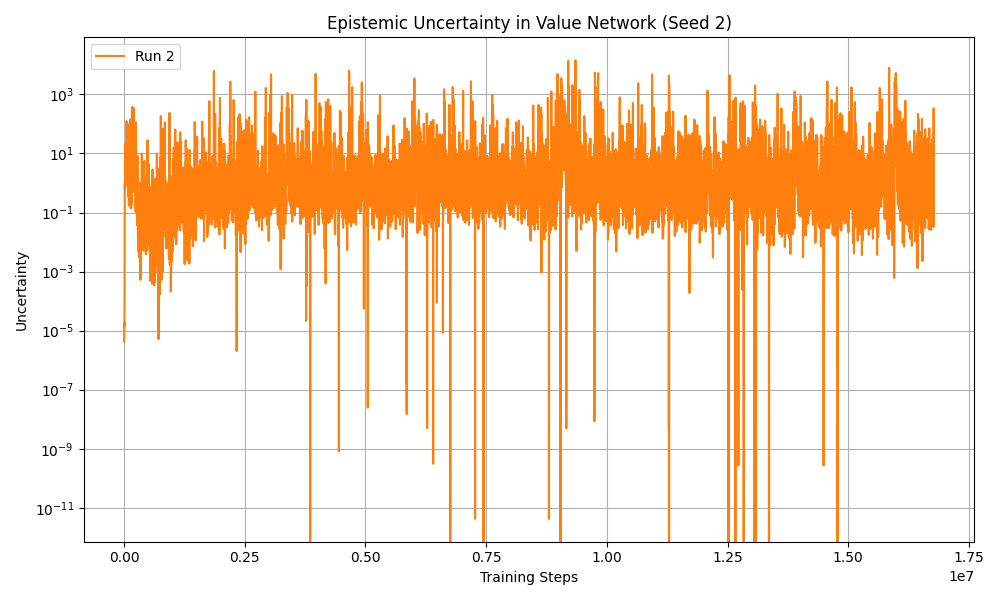 Epistemic Uncertainty in Value Network (Seed 2)
Run 2
Uncertainty
10^3
10^1
10^-1
10^-3
10^-5
10^-7
10^-9
10^-11
0.00 0.25 0.50 0.75 1.00 1.25 1.50 1.75
1e7
Training Steps